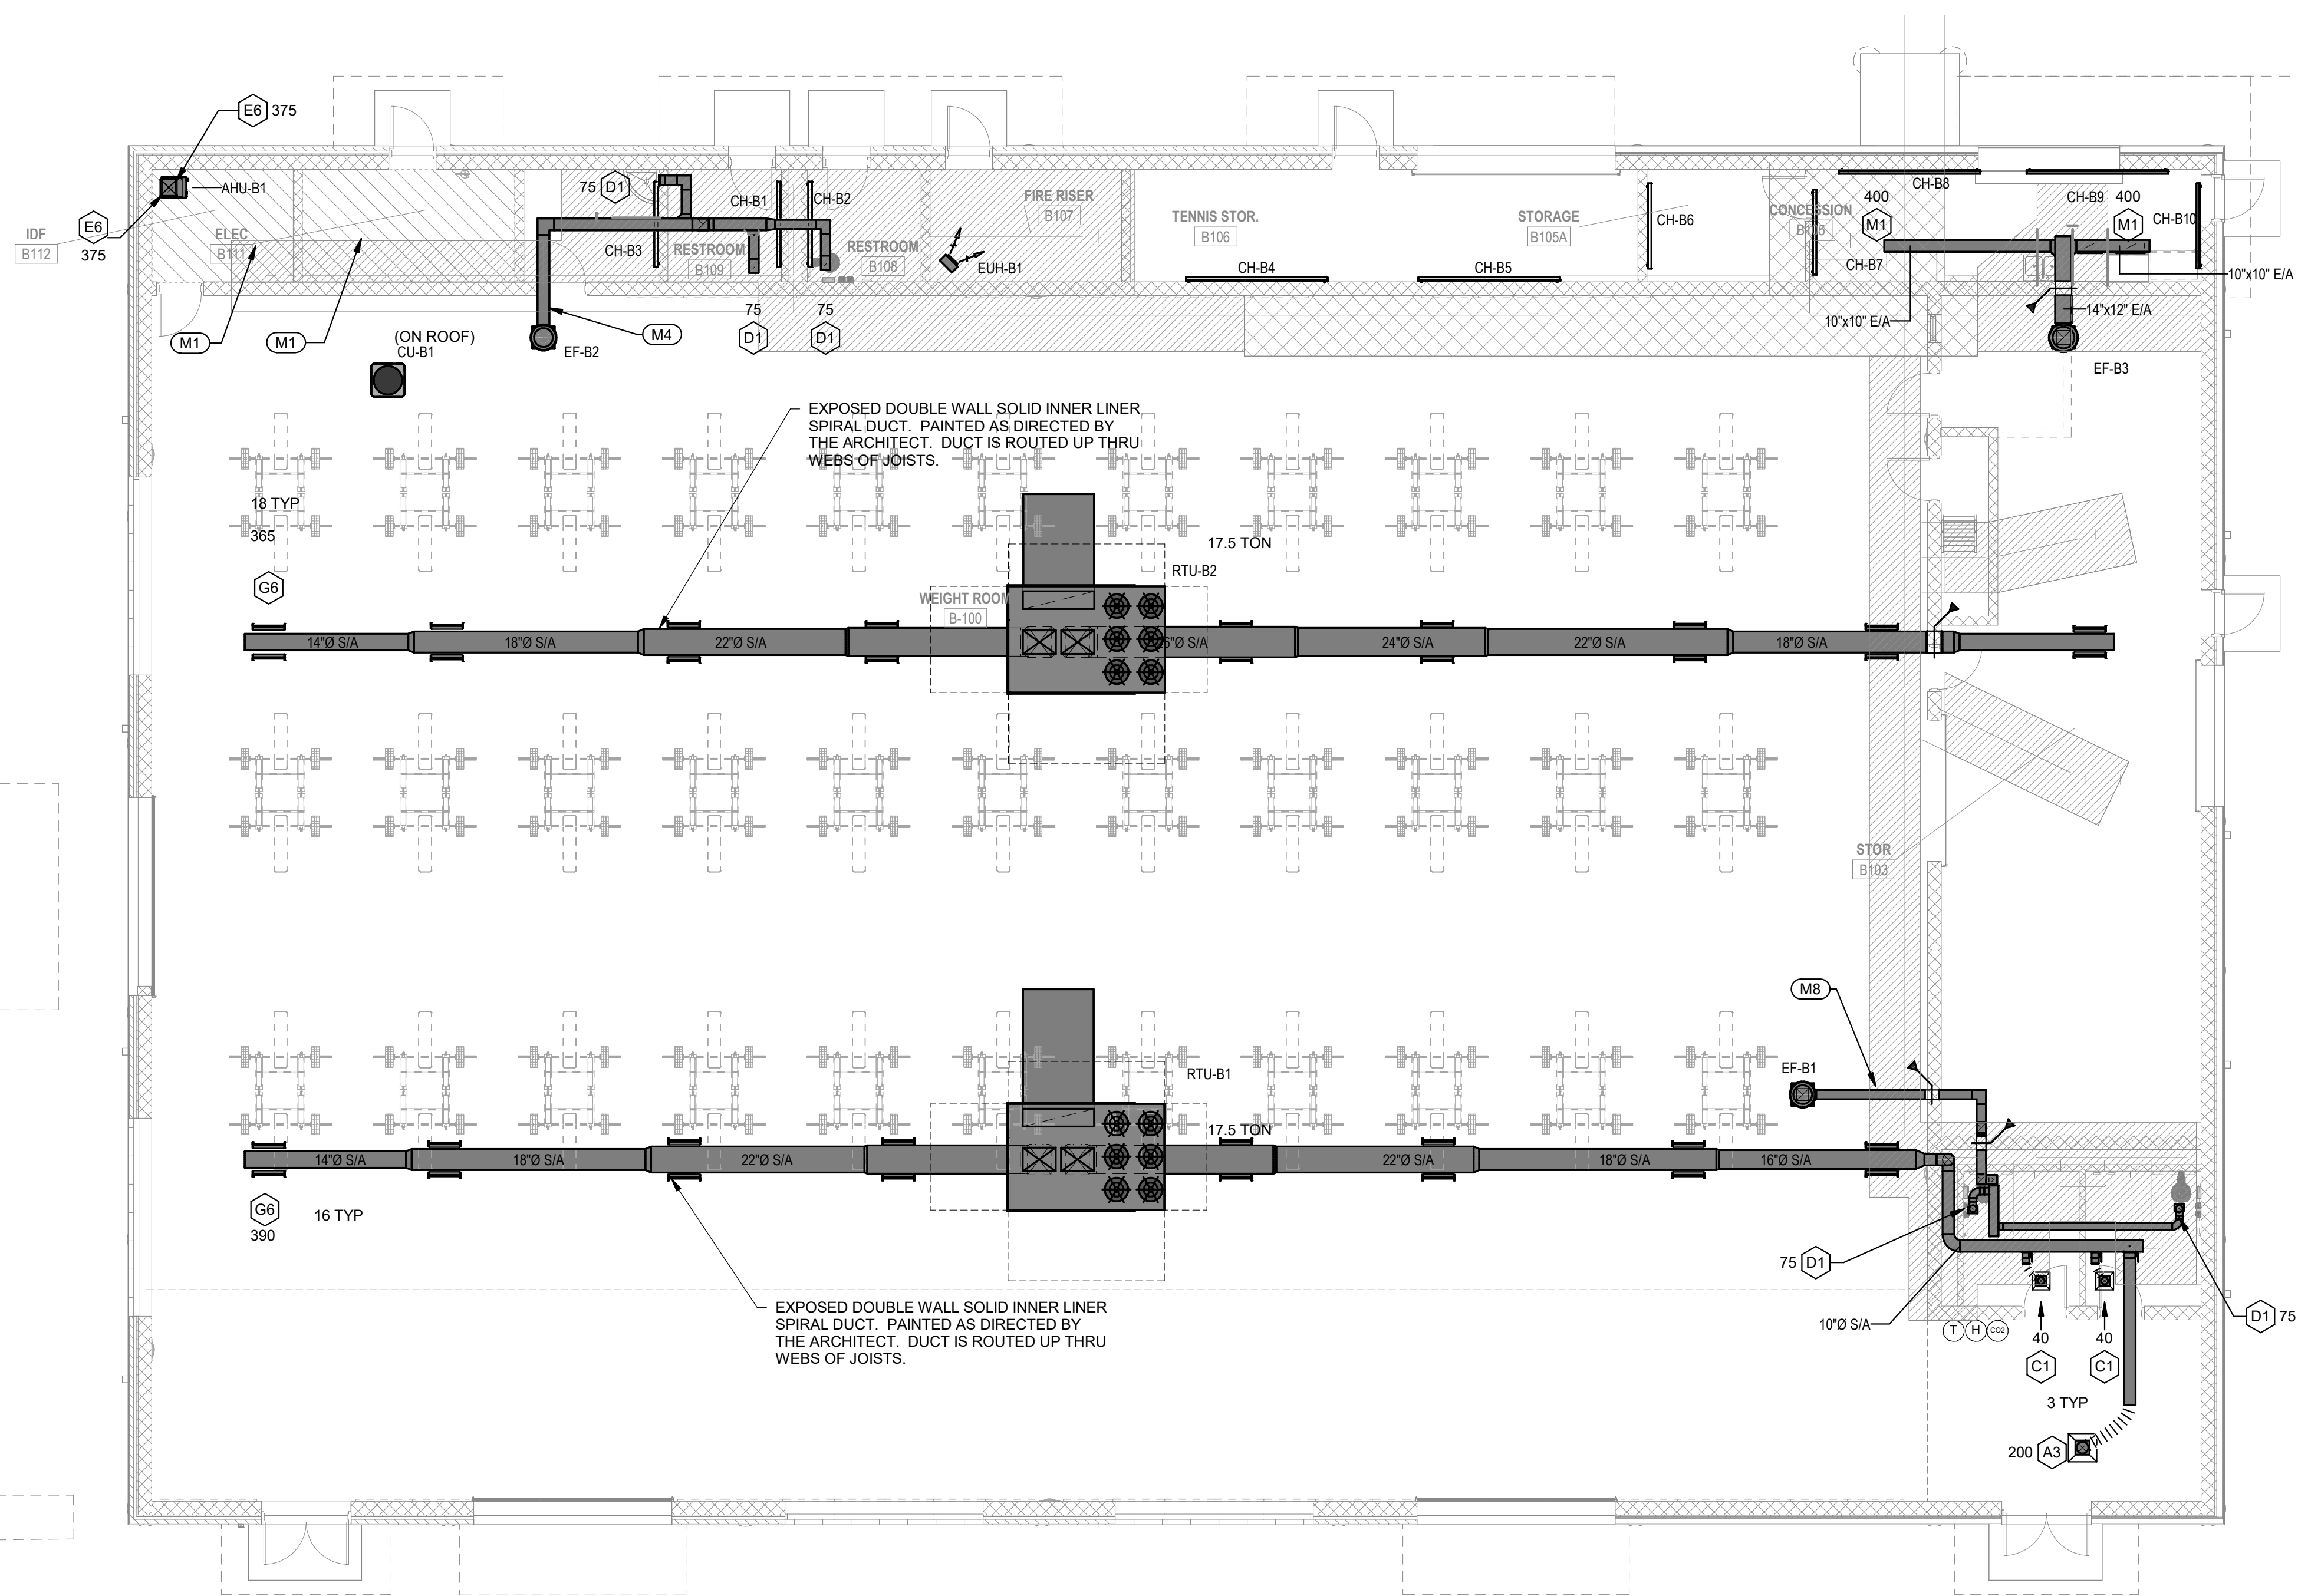 E6 375
AHU-B1
E6
375
IDF
B112
ELEC
B111
M1
M1
75 D1
CH-B1
CH-B2
CH-B3
RESTROOM
B109
RESTROOM
B108
EUH-B1
FIRE RISER
B107
TENNIS STOR.
B106
CH-B4
STORAGE
B105A
CH-B5
CH-B6
CONCESSION
CH-B7
CH-B8
400
M1
CH-B9
400
M1
CH-B10
10"x10" E/A
10"x10" E/A
14"x12" E/A
EF-B3
(ON ROOF)
CU-B1
EF-B2
M4
75
D1
75
D1
EXPOSED DOUBLE WALL SOLID INNER LINER
SPIRAL DUCT. PAINTED AS DIRECTED BY
THE ARCHITECT. DUCT IS ROUTED UP THRU
WEBS OF JOISTS.
18 TYP
365
G6
17.5 TON
RTU-B2
WEIGHT ROOM
B-100
14"Ø S/A
18"Ø S/A
22"Ø S/A
6"Ø S/A
24"Ø S/A
22"Ø S/A
18"Ø S/A
STOR
B103
M8
EF-B1
RTU-B1
17.5 TON
14"Ø S/A
18"Ø S/A
22"Ø S/A
22"Ø S/A
18"Ø S/A
16"Ø S/A
G6
390
16 TYP
75 D1
10"Ø S/A
D1 75
T H CO2
40
C1
40
C1
3 TYP
200 A3
EXPOSED DOUBLE WALL SOLID INNER LINER
SPIRAL DUCT. PAINTED AS DIRECTED BY
THE ARCHITECT. DUCT IS ROUTED UP THRU
WEBS OF JOISTS.